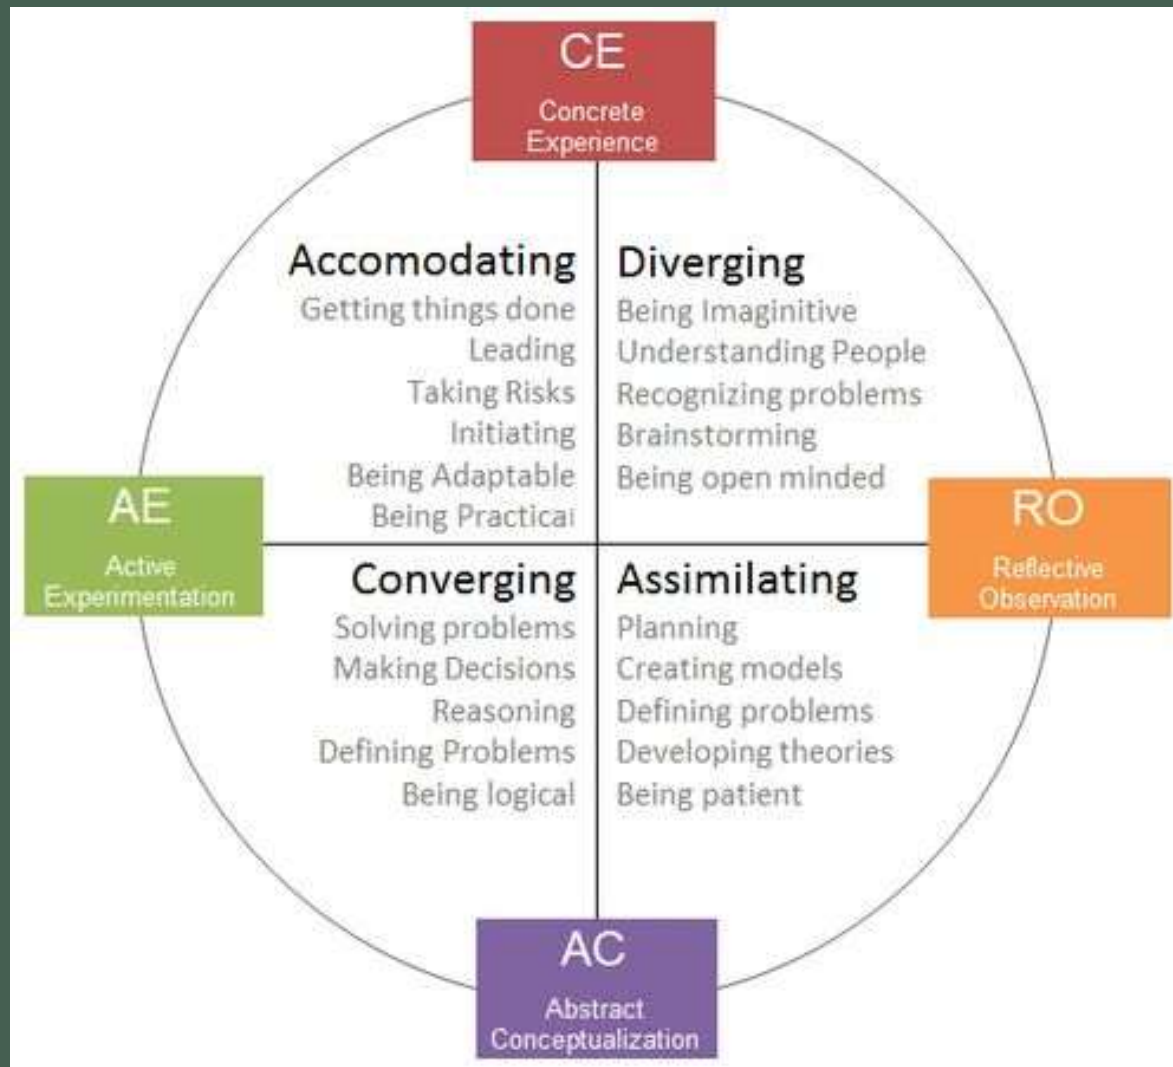 CE
Concrete
Experience
Accomodating
Getting things done
Leading
Taking Risks
Initiating
Being Adaptable
Being Practical
Diverging
Being Imaginitive
Understanding People
Recognizing problems
Brainstorming
Being open minded
AE
Active
Experimentation
RO
Reflective
Observation
Converging
Solving problems
Making Decisions
Reasoning
Defining Problems
Being logical
Assimilating
Planning
Creating models
Defining problems
Developing theories
Being patient
AC
Abstract
Conceptualization